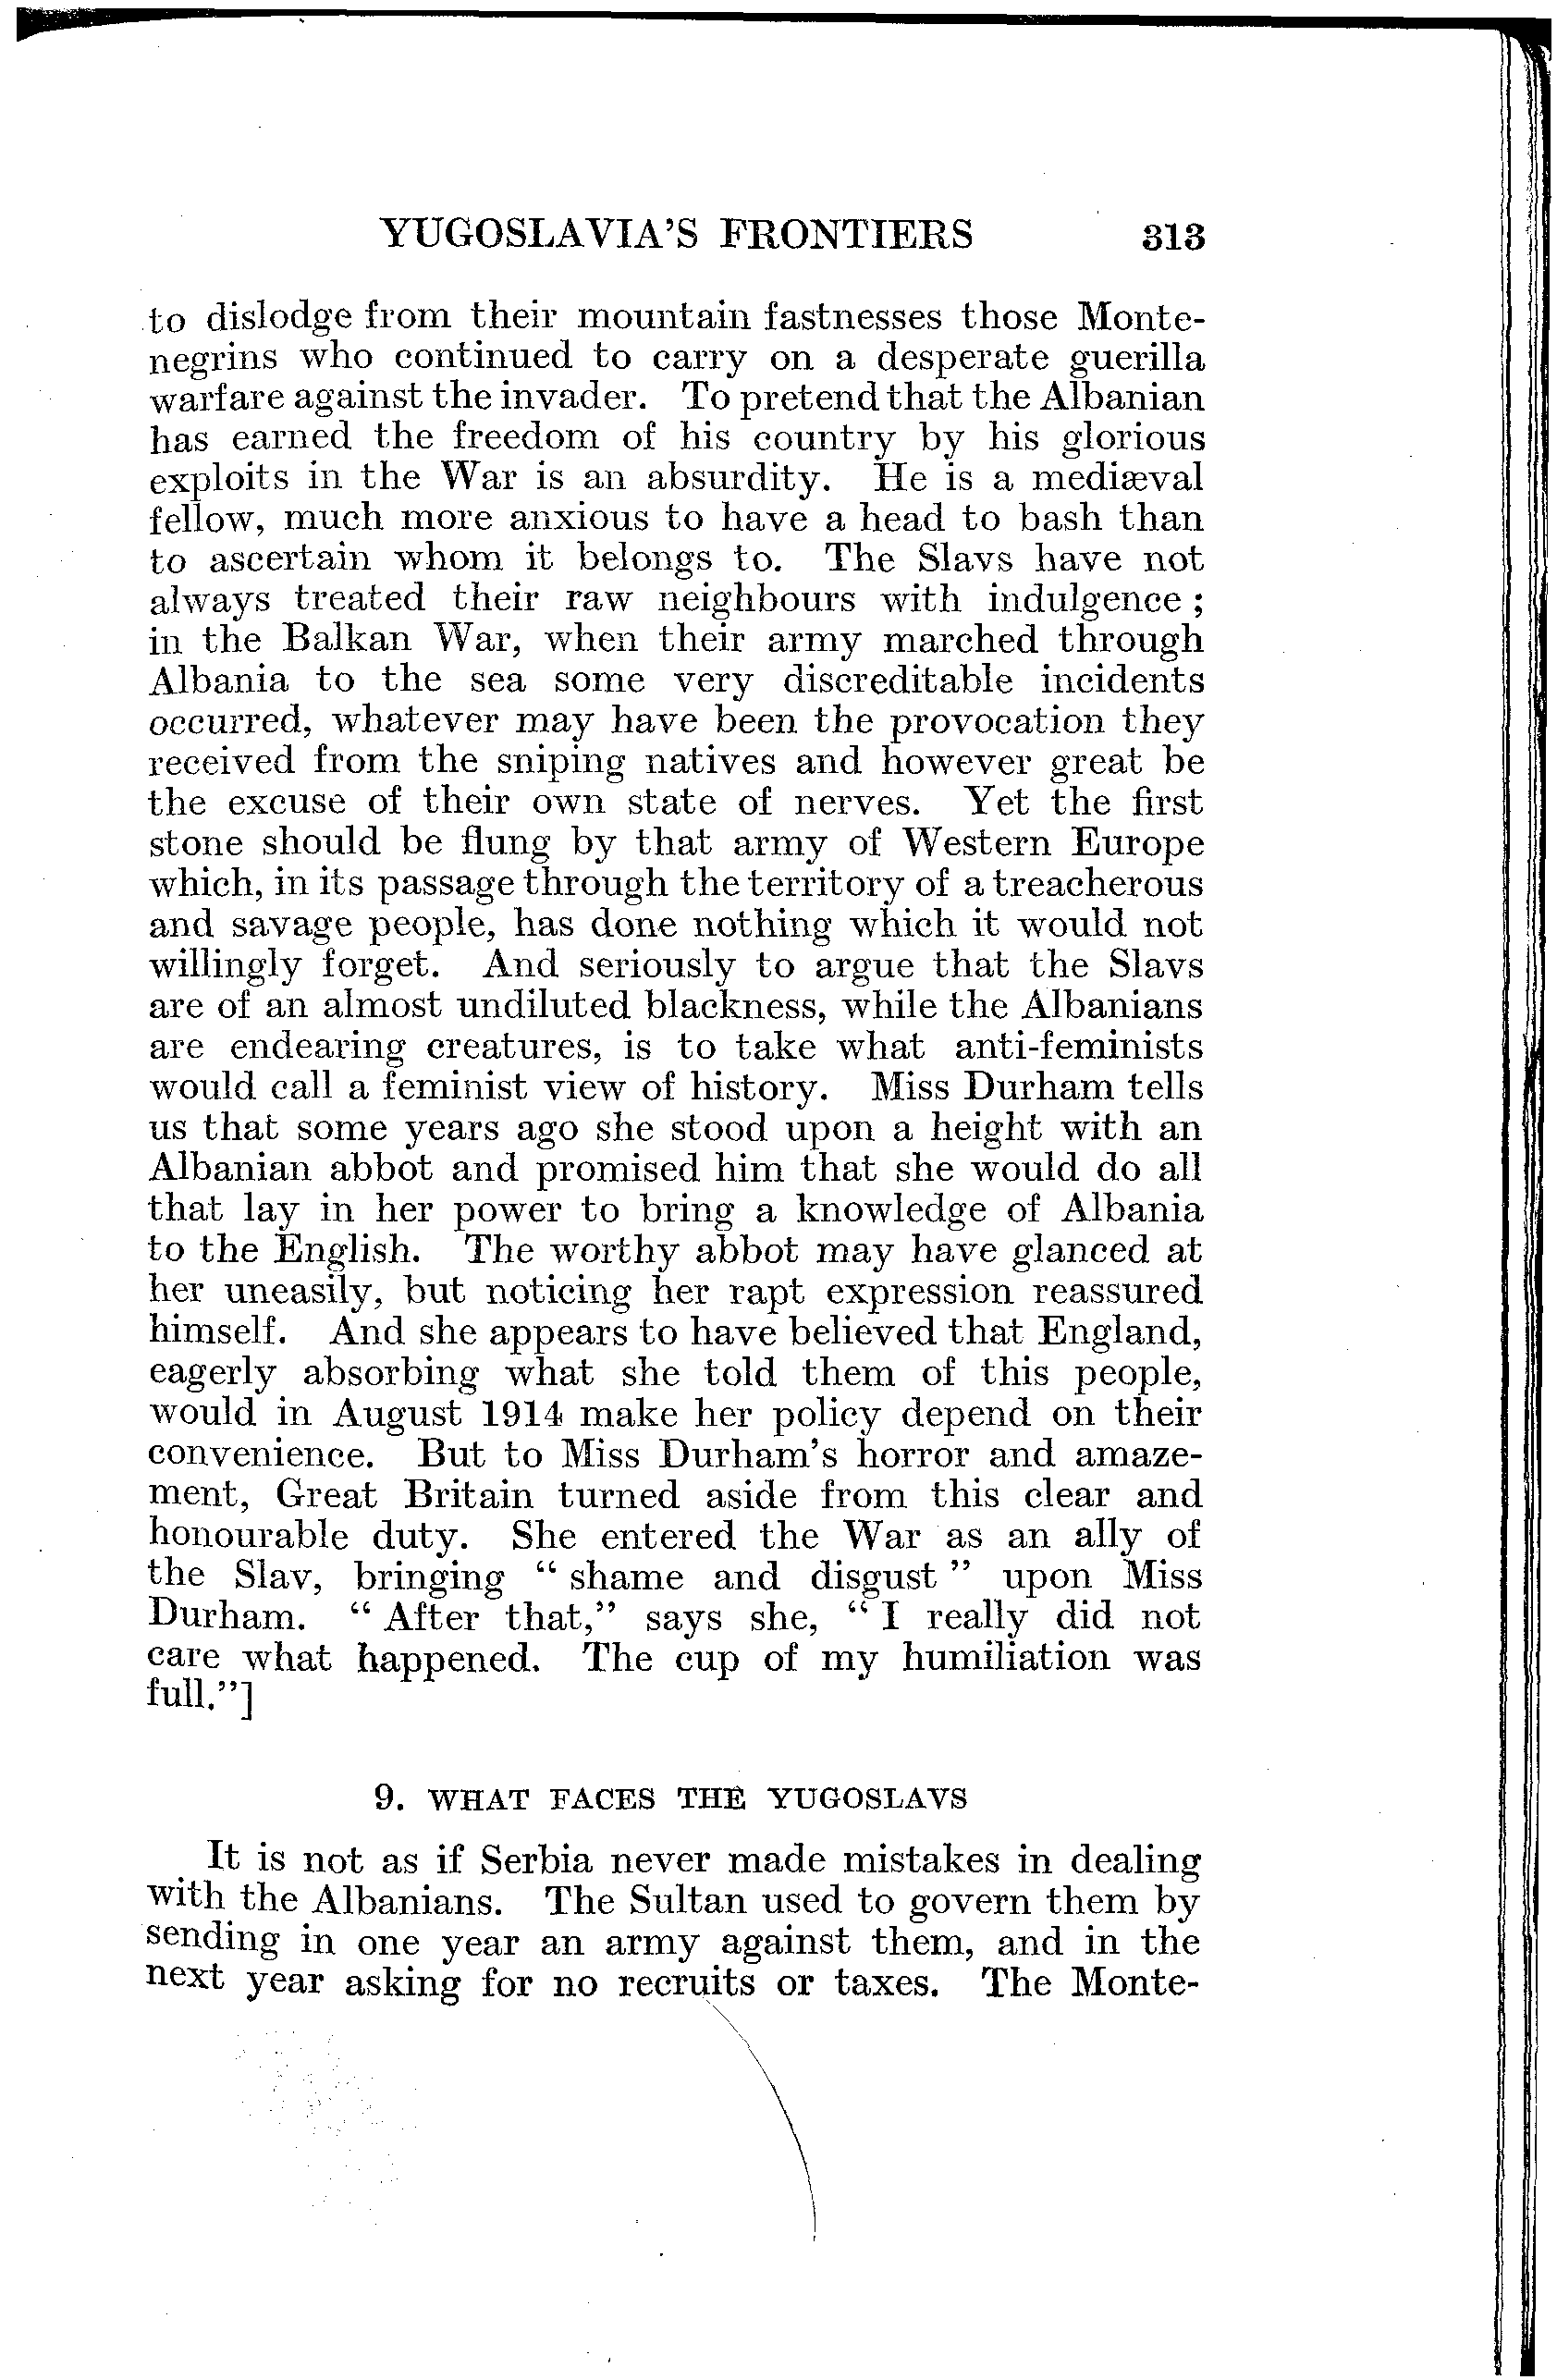 YUGOSLAVIA'S FRONTIERS 313
to dislodge from their mountain fastnesses those Monte-
negrins who continued to carry on a desperate guerilla
warfare against the invader. To pretend that the Albanian
has earned the freedom of his country by his glorious
exploits in the War is an absurdity. He is a mediæval
fellow, much more anxious to have a head to bash than
to ascertain whom it belongs to. The Slavs have not
always treated their raw neighbours with indulgence ;
in the Balkan War, when their army marched through
Albania to the sea some very discreditable incidents
occurred, whatever may have been the provocation they
received from the sniping natives and however great be
the excuse of their own state of nerves. Yet the first
stone should be flung by that army of Western Europe
which, in its passage through the territory of a treacherous
and savage people, has done nothing which it would not
willingly forget. And seriously to argue that the Slavs
are of an almost undiluted blackness, while the Albanians
are endearing creatures, is to take what anti-feminists
would call a feminist view of history. Miss Durham tells
us that some years ago she stood upon a height with an
Albanian abbot and promised him that she would do all
that lay in her power to bring a knowledge of Albania
to the English. The worthy abbot may have glanced at
her uneasily, but noticing her rapt expression reassured
himself. And she appears to have believed that England,
eagerly absorbing what she told them of this people,
would in August 1914 make her policy depend on their
convenience. But to Miss Durham's horror and amaze-
ment, Great Britain turned aside from this clear and
honourable duty. She entered the War as an ally of
the Slav, bringing “ shame and disgust ” upon Miss
Durham. “ After that,” says she, “ I really did not
care what happened. The cup of my humiliation was
full.”]
9. WHAT FACES THE YUGOSLAVS
It is not as if Serbia never made mistakes in dealing
with the Albanians. The Sultan used to govern them by
sending in one year an army against them, and in the
next year asking for no recruits or taxes. The Monte-